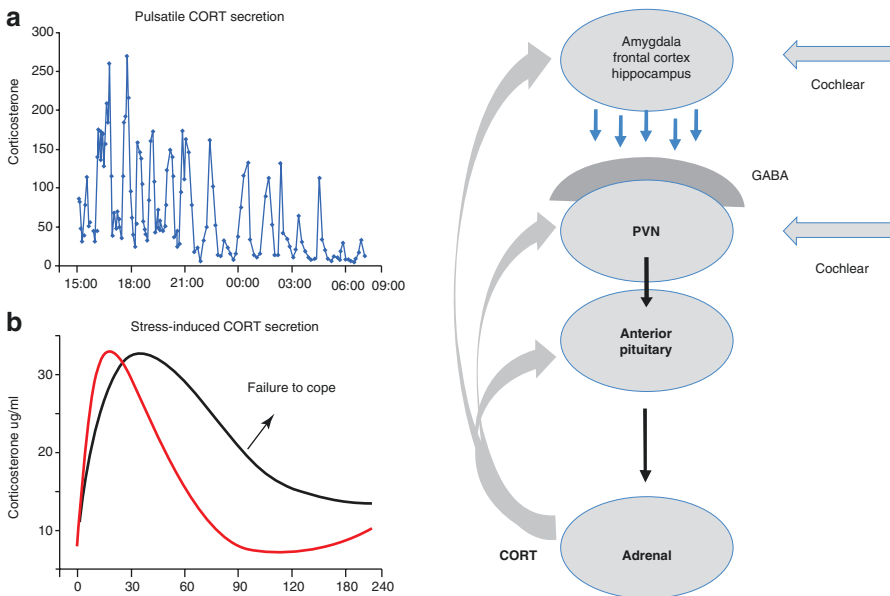 a
Pulsatile CORT secretion
Corticosterone
300
250
200
150
100
50
0
15:00 18:00 21:00 00:00 03:00 06:00 09:00
b
Stress-induced CORT secretion
Corticosterone ug/ml
30
20
10
Failure to cope
0 30 60 90 120 180 240
Amygdala
frontal cortex
hippocampus
Cochlear
GABA
PVN
Cochlear
Anterior
pituitary
CORT
Adrenal